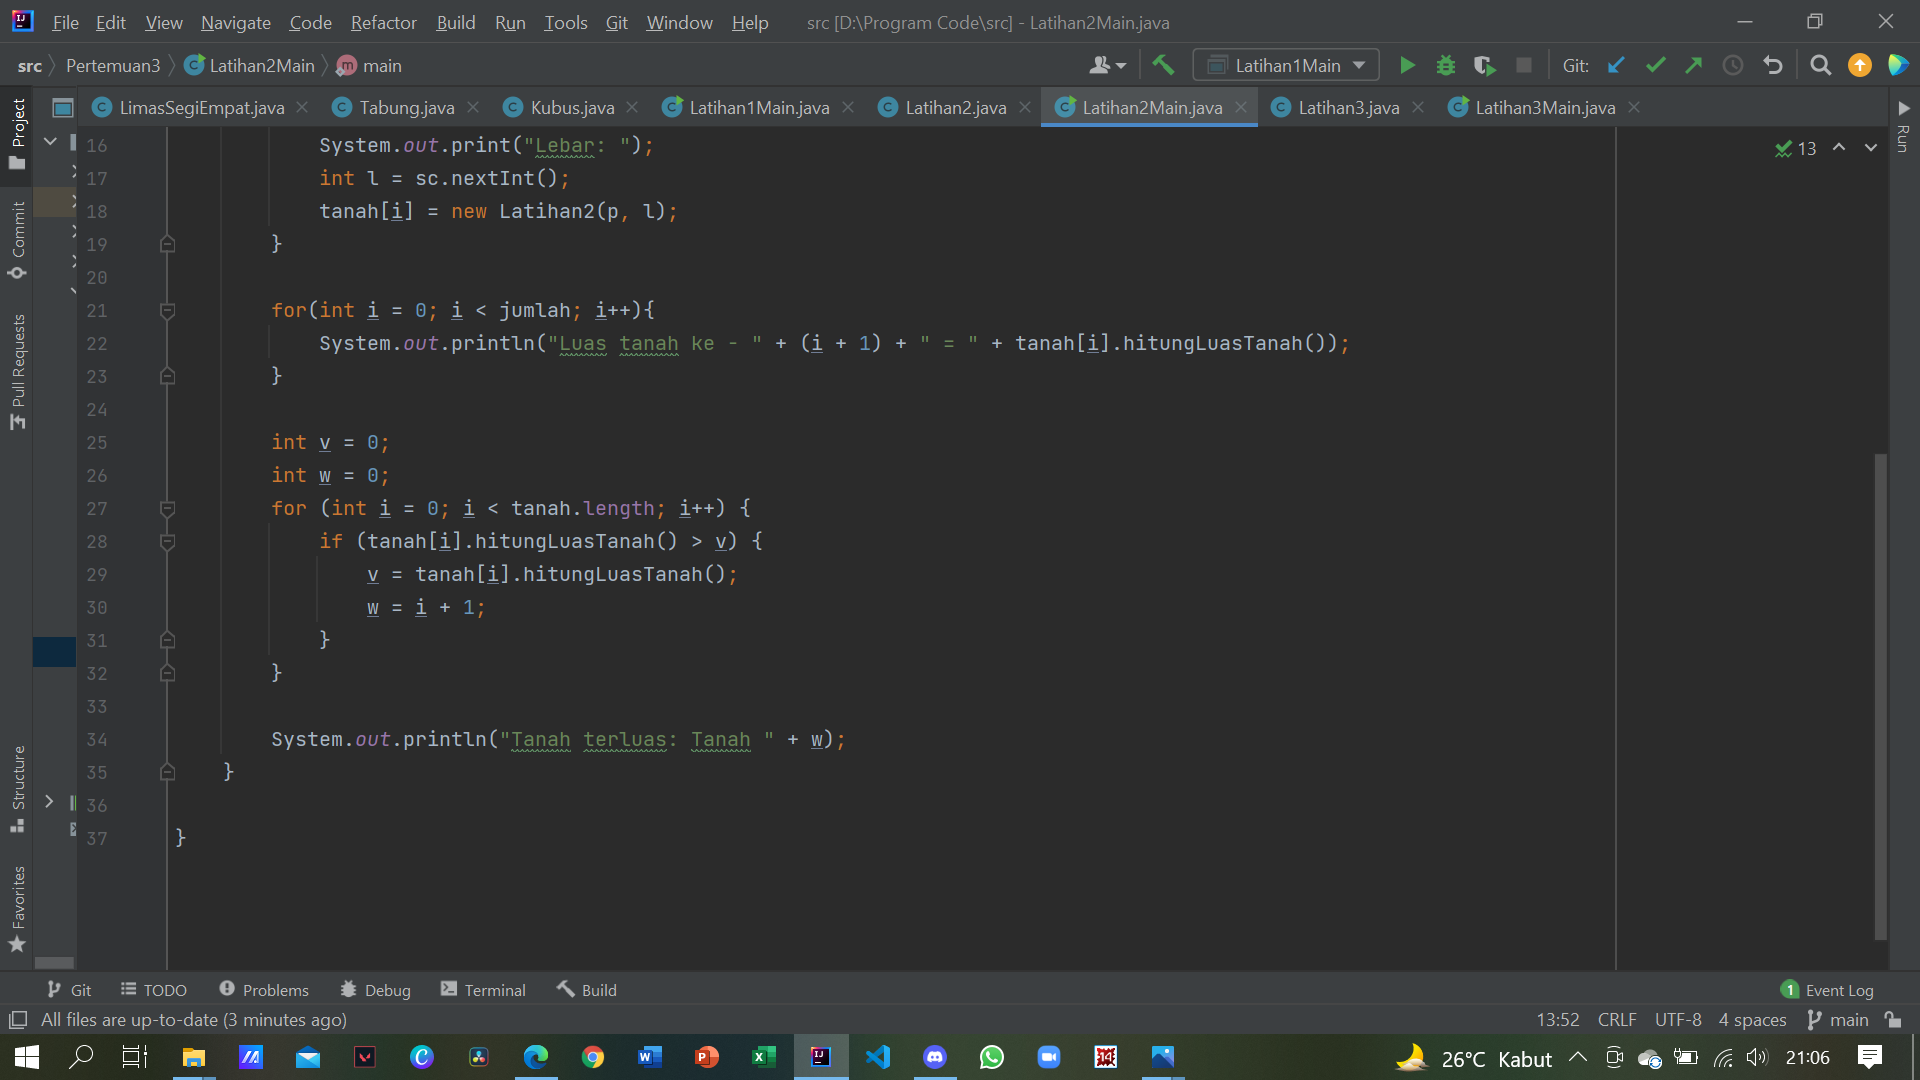 File Edit View Navigate Code Refactor Build Run Tools Git Window Help src [D:\Program Code\src] - Latihan2Main.java
src Pertemuan3 Latihan2Main main Latihan1Main Git:
LimasSegiEmpat.java Tabung.java Kubus.java Latihan1Main.java Latihan2.java Latihan2Main.java Latihan3.java Latihan3Main.java
Project
Commit
Pull Requests
Structure
Favorites
Run
13
16 System.out.print("Lebar: ");
17 int l = sc.nextInt();
18 tanah[i] = new Latihan2(p, l);
19 }
20
21 for(int i = 0; i < jumlah; i++){
22 System.out.println("Luas tanah ke - " + (i + 1) + " = " + tanah[i].hitungLuasTanah());
23 }
24
25 int v = 0;
26 int w = 0;
27 for (int i = 0; i < tanah.length; i++) {
28 if (tanah[i].hitungLuasTanah() > v) {
29 v = tanah[i].hitungLuasTanah();
30 w = i + 1;
31 }
32 }
33
34 System.out.println("Tanah terluas: Tanah " + w);
35 }
36
37 }
Git TODO Problems Debug Terminal Build 1 Event Log
All files are up-to-date (3 minutes ago) 13:52 CRLF UTF-8 4 spaces main
26°C Kabut 21:06